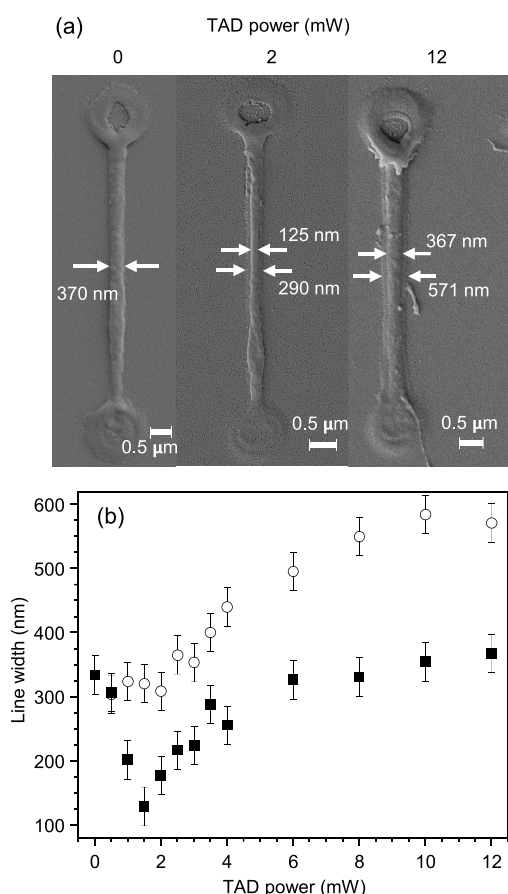 (a)
TAD power (mW)
0 2 12
125 nm
367 nm
370 nm
290 nm
571 nm
0.5 μm
0.5 μm
0.5 μm
(b)
600
500
400
300
200
100
Line width (nm)
0 2 4 6 8 10 12
TAD power (mW)